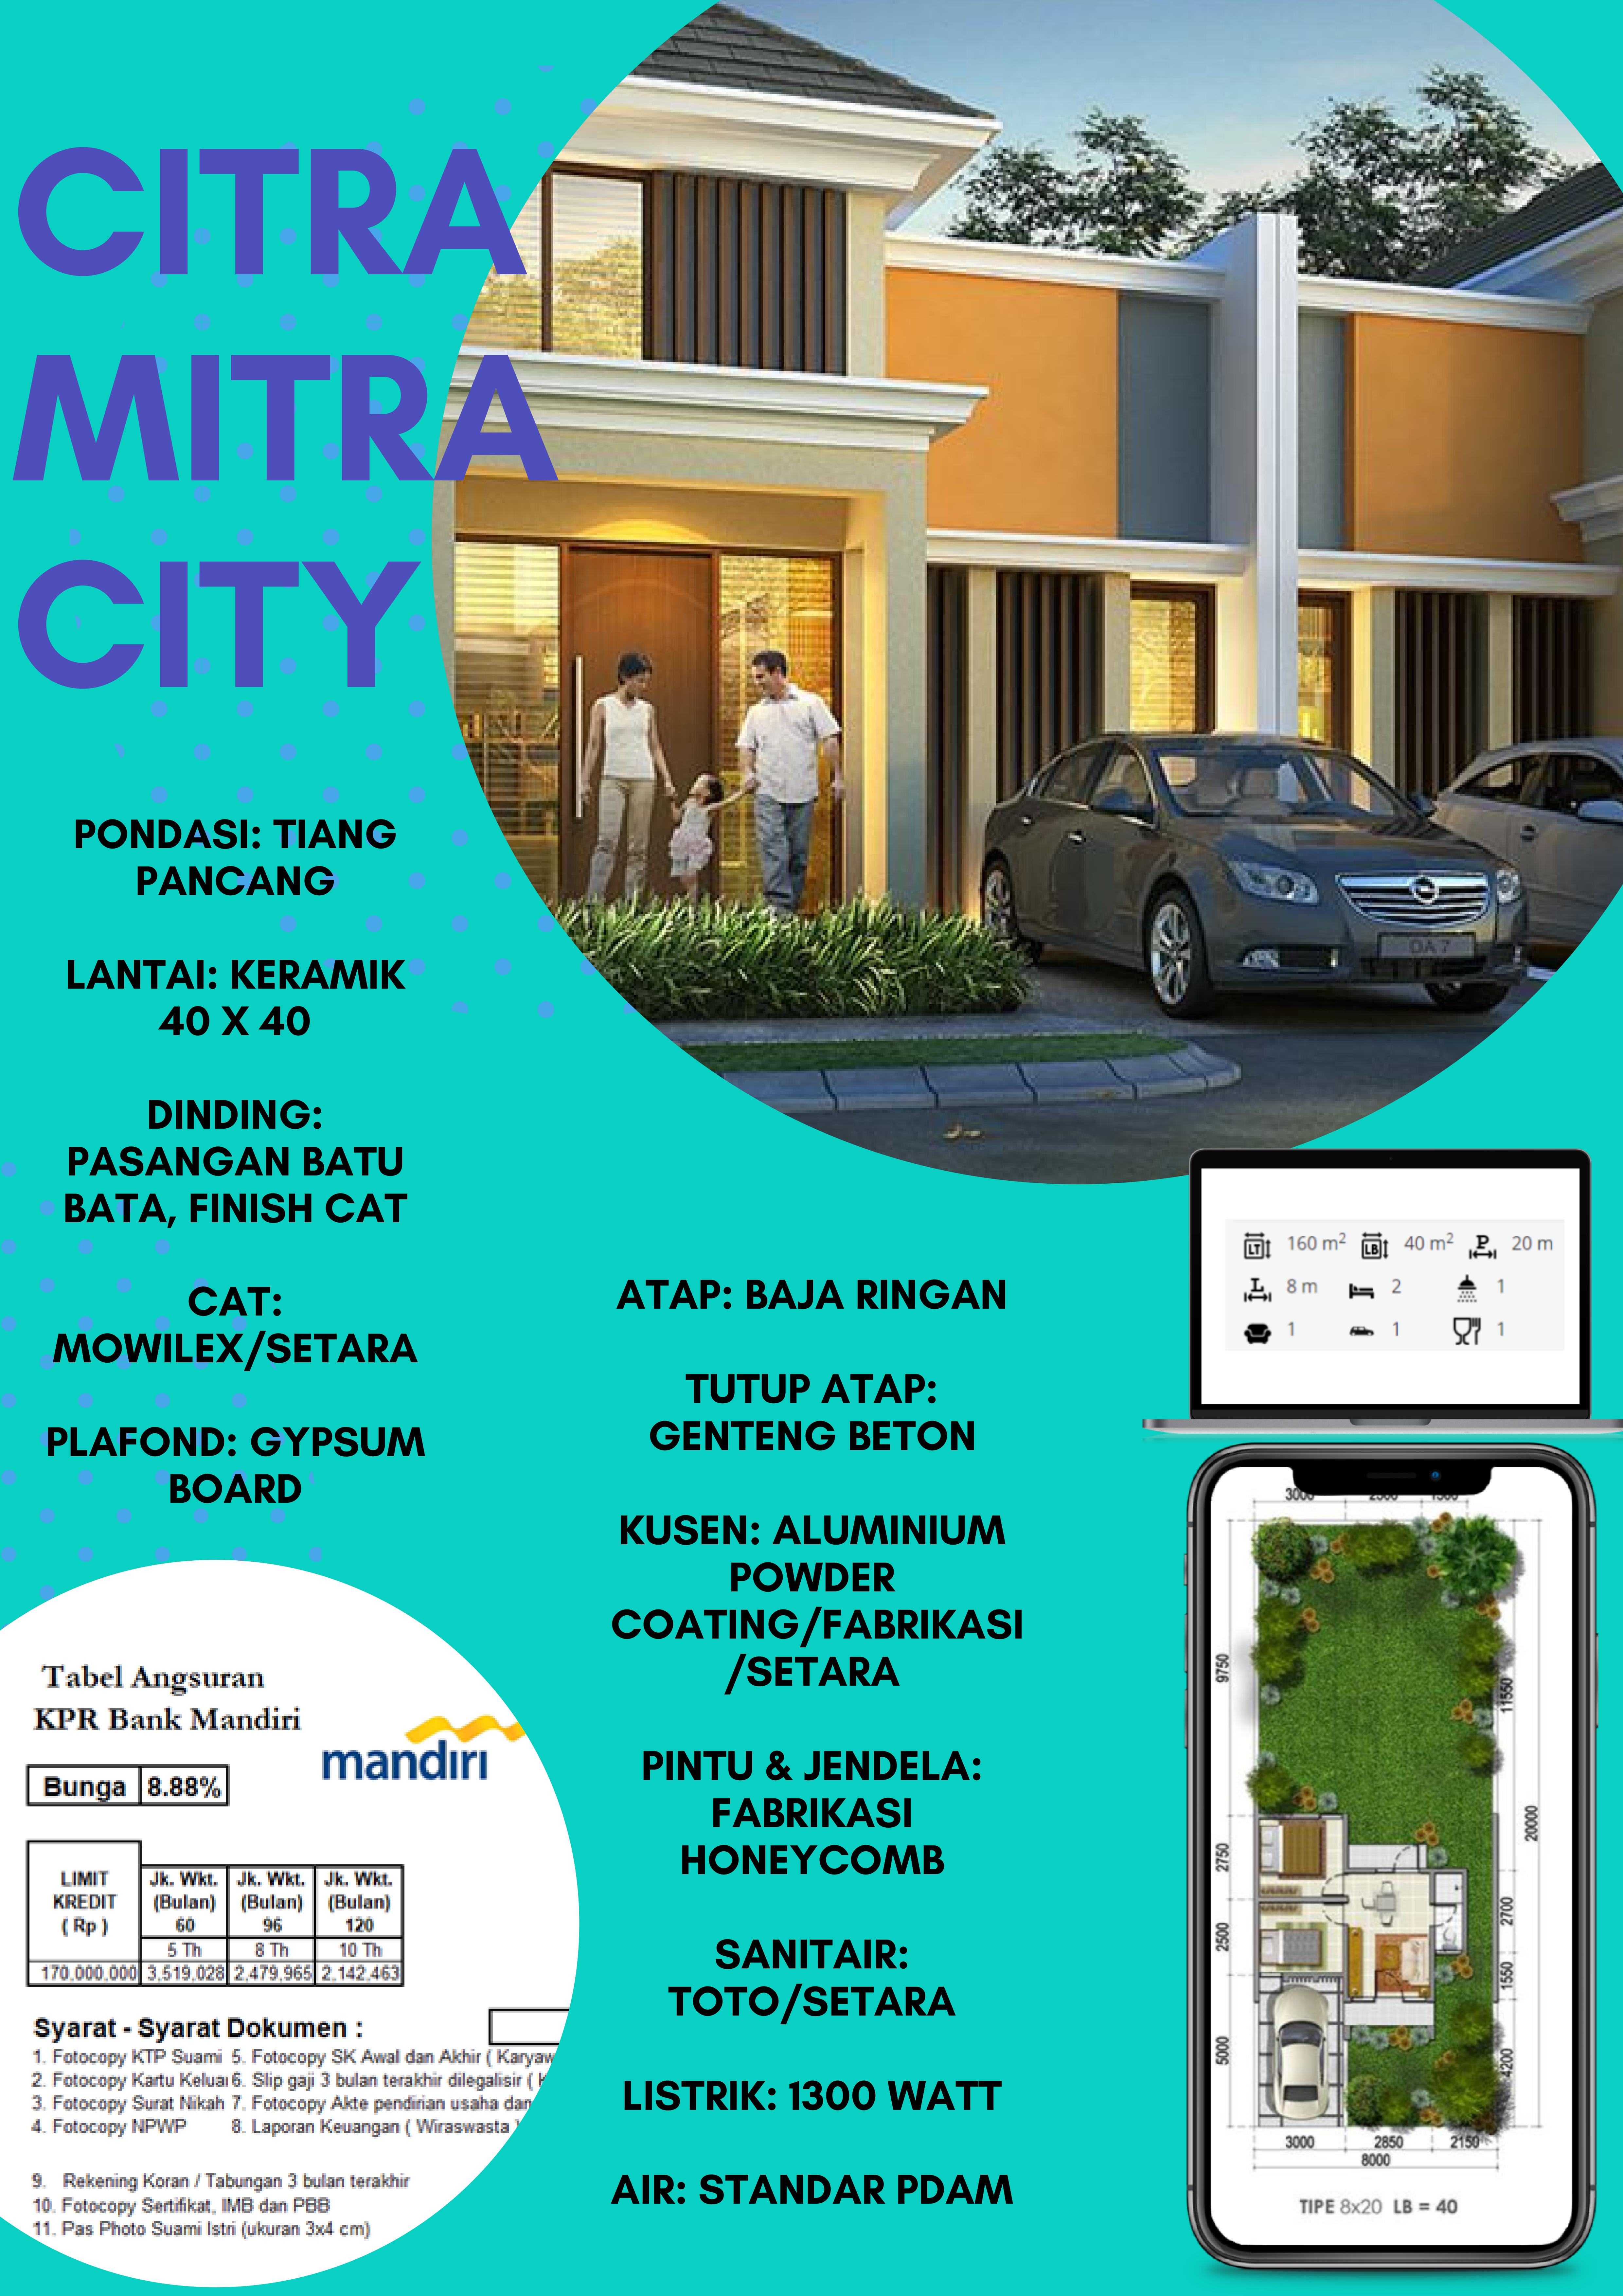 CITRA
MITRA
CITY
PONDASI: TIANG
PANCANG
LANTAI: KERAMIK
40 X 40
DINDING:
PASANGAN BATU
BATA, FINISH CAT
CAT:
MOWILEX/SETARA
PLAFOND: GYPSUM
BOARD
ATAP: BAJA RINGAN
TUTUP ATAP:
GENTENG BETON
KUSEN: ALUMINIUM
POWDER
COATING/FABRIKASI
/SETARA
PINTU & JENDELA:
FABRIKASI
HONEYCOMB
SANITAIR:
TOTO/SETARA
LISTRIK: 1300 WATT
AIR: STANDAR PDAM
DA 7
LT 160 m² LB 40 m² P 20 m
L 8 m 2 1
1 1 1
3000
9750
11550
20000
2750
2700
2500
1550
5000
4200
3000 2850 2150
8000
TIPE 8x20 LB = 40
Tabel Angsuran
KPR Bank Mandiri
mandiri
Bunga 8.88%
LIMIT
KREDIT
( Rp )
Jk. Wkt. Jk. Wkt. Jk. Wkt.
(Bulan) (Bulan) (Bulan)
60 96 120
5 Th 8 Th 10 Th
170.000.000 3.519.028 2.479.965 2.142.463
Syarat - Syarat Dokumen :
1. Fotocopy KTP Suami 5. Fotocopy SK Awal dan Akhir ( Karyaw
2. Fotocopy Kartu Keluar 6. Slip gaji 3 bulan terakhir dilegalisir (
3. Fotocopy Surat Nikah 7. Fotocopy Akte pendirian usaha dan
4. Fotocopy NPWP 8. Laporan Keuangan ( Wiraswasta )
9. Rekening Koran / Tabungan 3 bulan terakhir
10. Fotocopy Sertifikat, IMB dan PBB
11. Pas Photo Suami Istri (ukuran 3x4 cm)